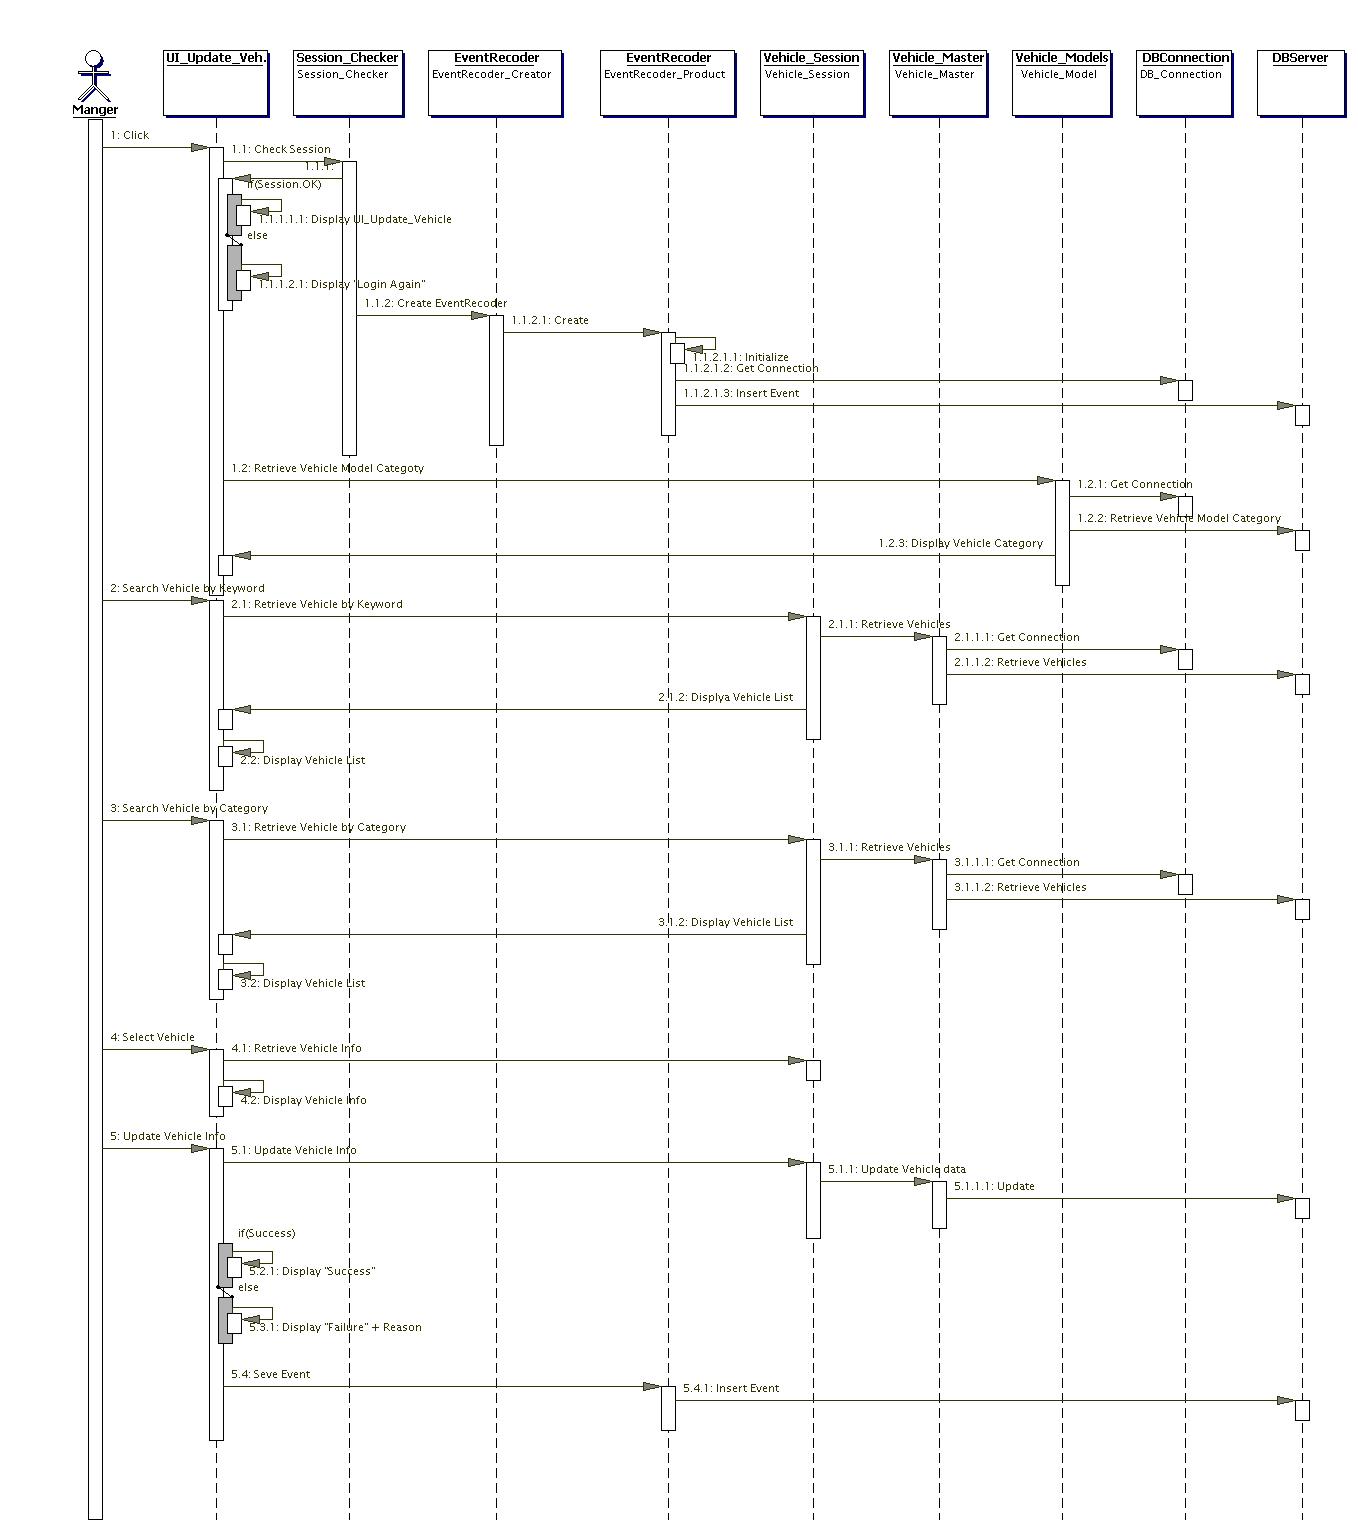 UI_Update_Veh.
Session_Checker
Session_Checker
EventRecoder
EventRecoder_Creator
EventRecoder
EventRecoder_Product
Vehicle_Session
Vehicle_Session
Vehicle_Master
Vehicle_Master
Vehicle_Models
Vehicle_Model
DBConnection
DB_Connection
DBServer
Manger
1: Click
1.1: Check Session
1.1.1:
if(Session.OK)
1.1.1.1.1: Display UI_Update_Vehicle
else
1.1.1.2.1: Display "Login Again"
1.1.2: Create EventRecoder
1.1.2.1: Create
1.1.2.1.1: Initialize
1.1.2.1.2: Get Connection
1.1.2.1.3: Insert Event
1.2: Retrieve Vehicle Model Categoty
1.2.1: Get Connection
1.2.2: Retrieve Vehicle Model Category
1.2.3: Display Vehicle Category
2: Search Vehicle by Keyword
2.1: Retrieve Vehicle by Keyword
2.1.1: Retrieve Vehicles
2.1.1.1: Get Connection
2.1.1.2: Retrieve Vehicles
2.1.2: Displya Vehicle List
2.2: Display Vehicle List
3: Search Vehicle by Category
3.1: Retrieve Vehicle by Category
3.1.1: Retrieve Vehicles
3.1.1.1: Get Connection
3.1.1.2: Retrieve Vehicles
3.1.2: Display Vehicle List
3.2: Display Vehicle List
4: Select Vehicle
4.1: Retrieve Vehicle Info
4.2: Display Vehicle Info
5: Update Vehicle Info
5.1: Update Vehicle Info
5.1.1: Update Vehicle data
5.1.1.1: Update
if(Success)
5.2.1: Display "Success"
else
5.3.1: Display "Failure" + Reason
5.4: Seve Event
5.4.1: Insert Event